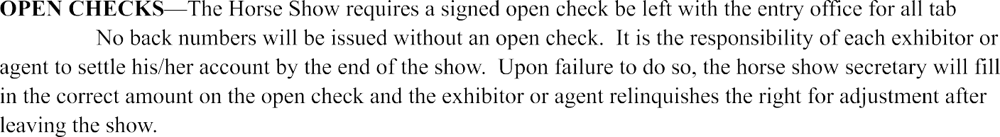 OPEN CHECKS—The Horse Show requires a signed open check be left with the entry office for all tab
No back numbers will be issued without an open check.  It is the responsibility of each exhibitor or
agent to settle his/her account by the end of the show.  Upon failure to do so, the horse show secretary will fill
in the correct amount on the open check and the exhibitor or agent relinquishes the right for adjustment after
leaving the show.